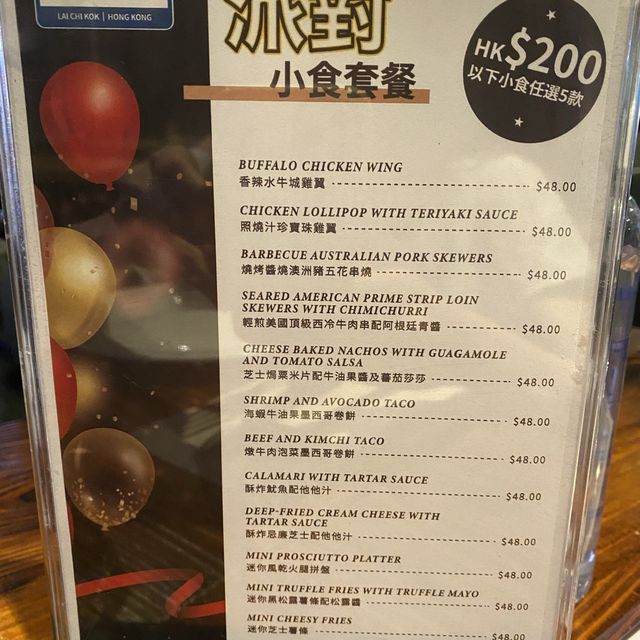 LAI CHI KOK | HONG KONG
派對
小食套餐
HK$200
以下小食任選5款
BUFFALO CHICKEN WING
香辣水牛城雞翼 $48.00
CHICKEN LOLLIPOP WITH TERIYAKI SAUCE
照燒汁珍寶珠雞翼 $48.00
BARBECUE AUSTRALIAN PORK SKEWERS
燒烤醬燒澳洲豬五花串燒 $48.00
SEARED AMERICAN PRIME STRIP LOIN
SKEWERS WITH CHIMICHURRI
輕煎美國頂級西冷牛肉串配阿根廷青醬 $48.00
CHEESE BAKED NACHOS WITH GUAGAMOLE
AND TOMATO SALSA
芝士焗粟米片配牛油果醬及蕃茄莎莎 $48.00
SHRIMP AND AVOCADO TACO
海蝦牛油果墨西哥卷餅 $48.00
BEEF AND KIMCHI TACO
燉牛肉泡菜墨西哥卷餅 $48.00
CALAMARI WITH TARTAR SAUCE
酥炸魷魚配他他汁 $48.00
DEEP-FRIED CREAM CHEESE WITH
TARTAR SAUCE
酥炸忌廉芝士配他他汁 $48.00
MINI PROSCIUTTO PLATTER
迷你風乾火腿拼盤 $48.00
MINI TRUFFLE FRIES WITH TRUFFLE MAYO
迷你黑松露薯條配松露醬 $48.00
MINI CHEESY FRIES
迷你芝士薯條 $48.00